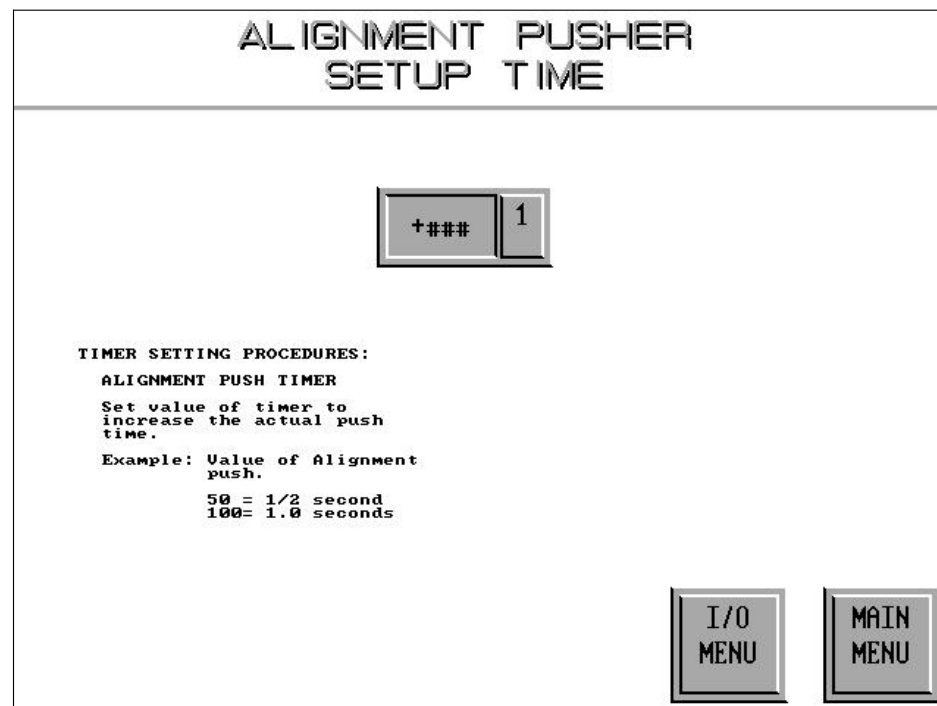 ALIGNMENT PUSHER
SETUP TIME
+### 1
TIMER SETTING PROCEDURES:
ALIGNMENT PUSH TIMER
Set value of timer to
increase the actual push
time.
Example: Value of Alignment
push.
50 = 1/2 second
100= 1.0 seconds
I/O
MENU
MAIN
MENU